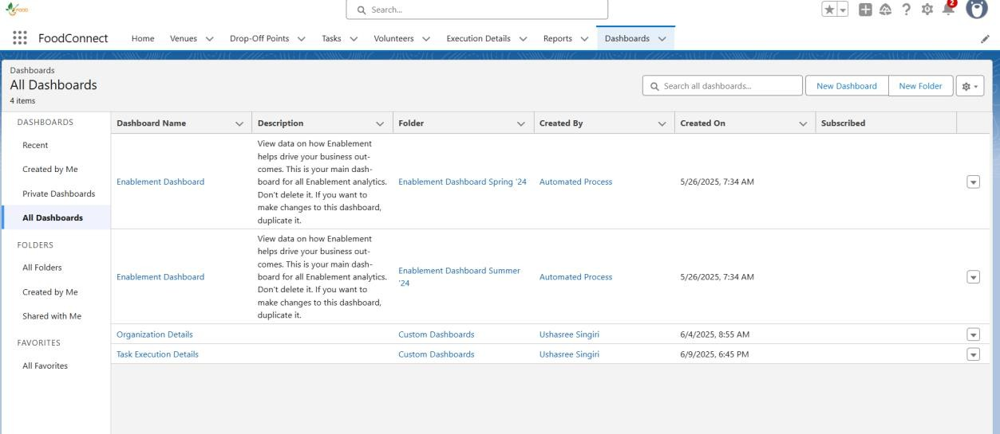 FOOD
Search...
2
FoodConnect
Home
Venues
Drop-Off Points
Tasks
Volunteers
Execution Details
Reports
Dashboards
Dashboards
All Dashboards
4 items
Search all dashboards...
New Dashboard
New Folder
DASHBOARDS
Recent
Created by Me
Private Dashboards
All Dashboards
FOLDERS
All Folders
Created by Me
Shared with Me
FAVORITES
All Favorites
Dashboard Name
Description
Folder
Created By
Created On
Subscribed
Enablement Dashboard
View data on how Enablement
helps drive your business out-
comes. This is your main dash-
board for all Enablement analytics.
Don't delete it. If you want to
make changes to this dashboard,
duplicate it.
Enablement Dashboard Spring '24
Automated Process
5/26/2025, 7:34 AM
Enablement Dashboard
View data on how Enablement
helps drive your business out-
comes. This is your main dash-
board for all Enablement analytics.
Don't delete it. If you want to
make changes to this dashboard,
duplicate it.
Enablement Dashboard Summer
'24
Automated Process
5/26/2025, 7:34 AM
Organization Details
Custom Dashboards
Ushasree Singiri
6/4/2025, 8:55 AM
Task Execution Details
Custom Dashboards
Ushasree Singiri
6/9/2025, 6:45 PM